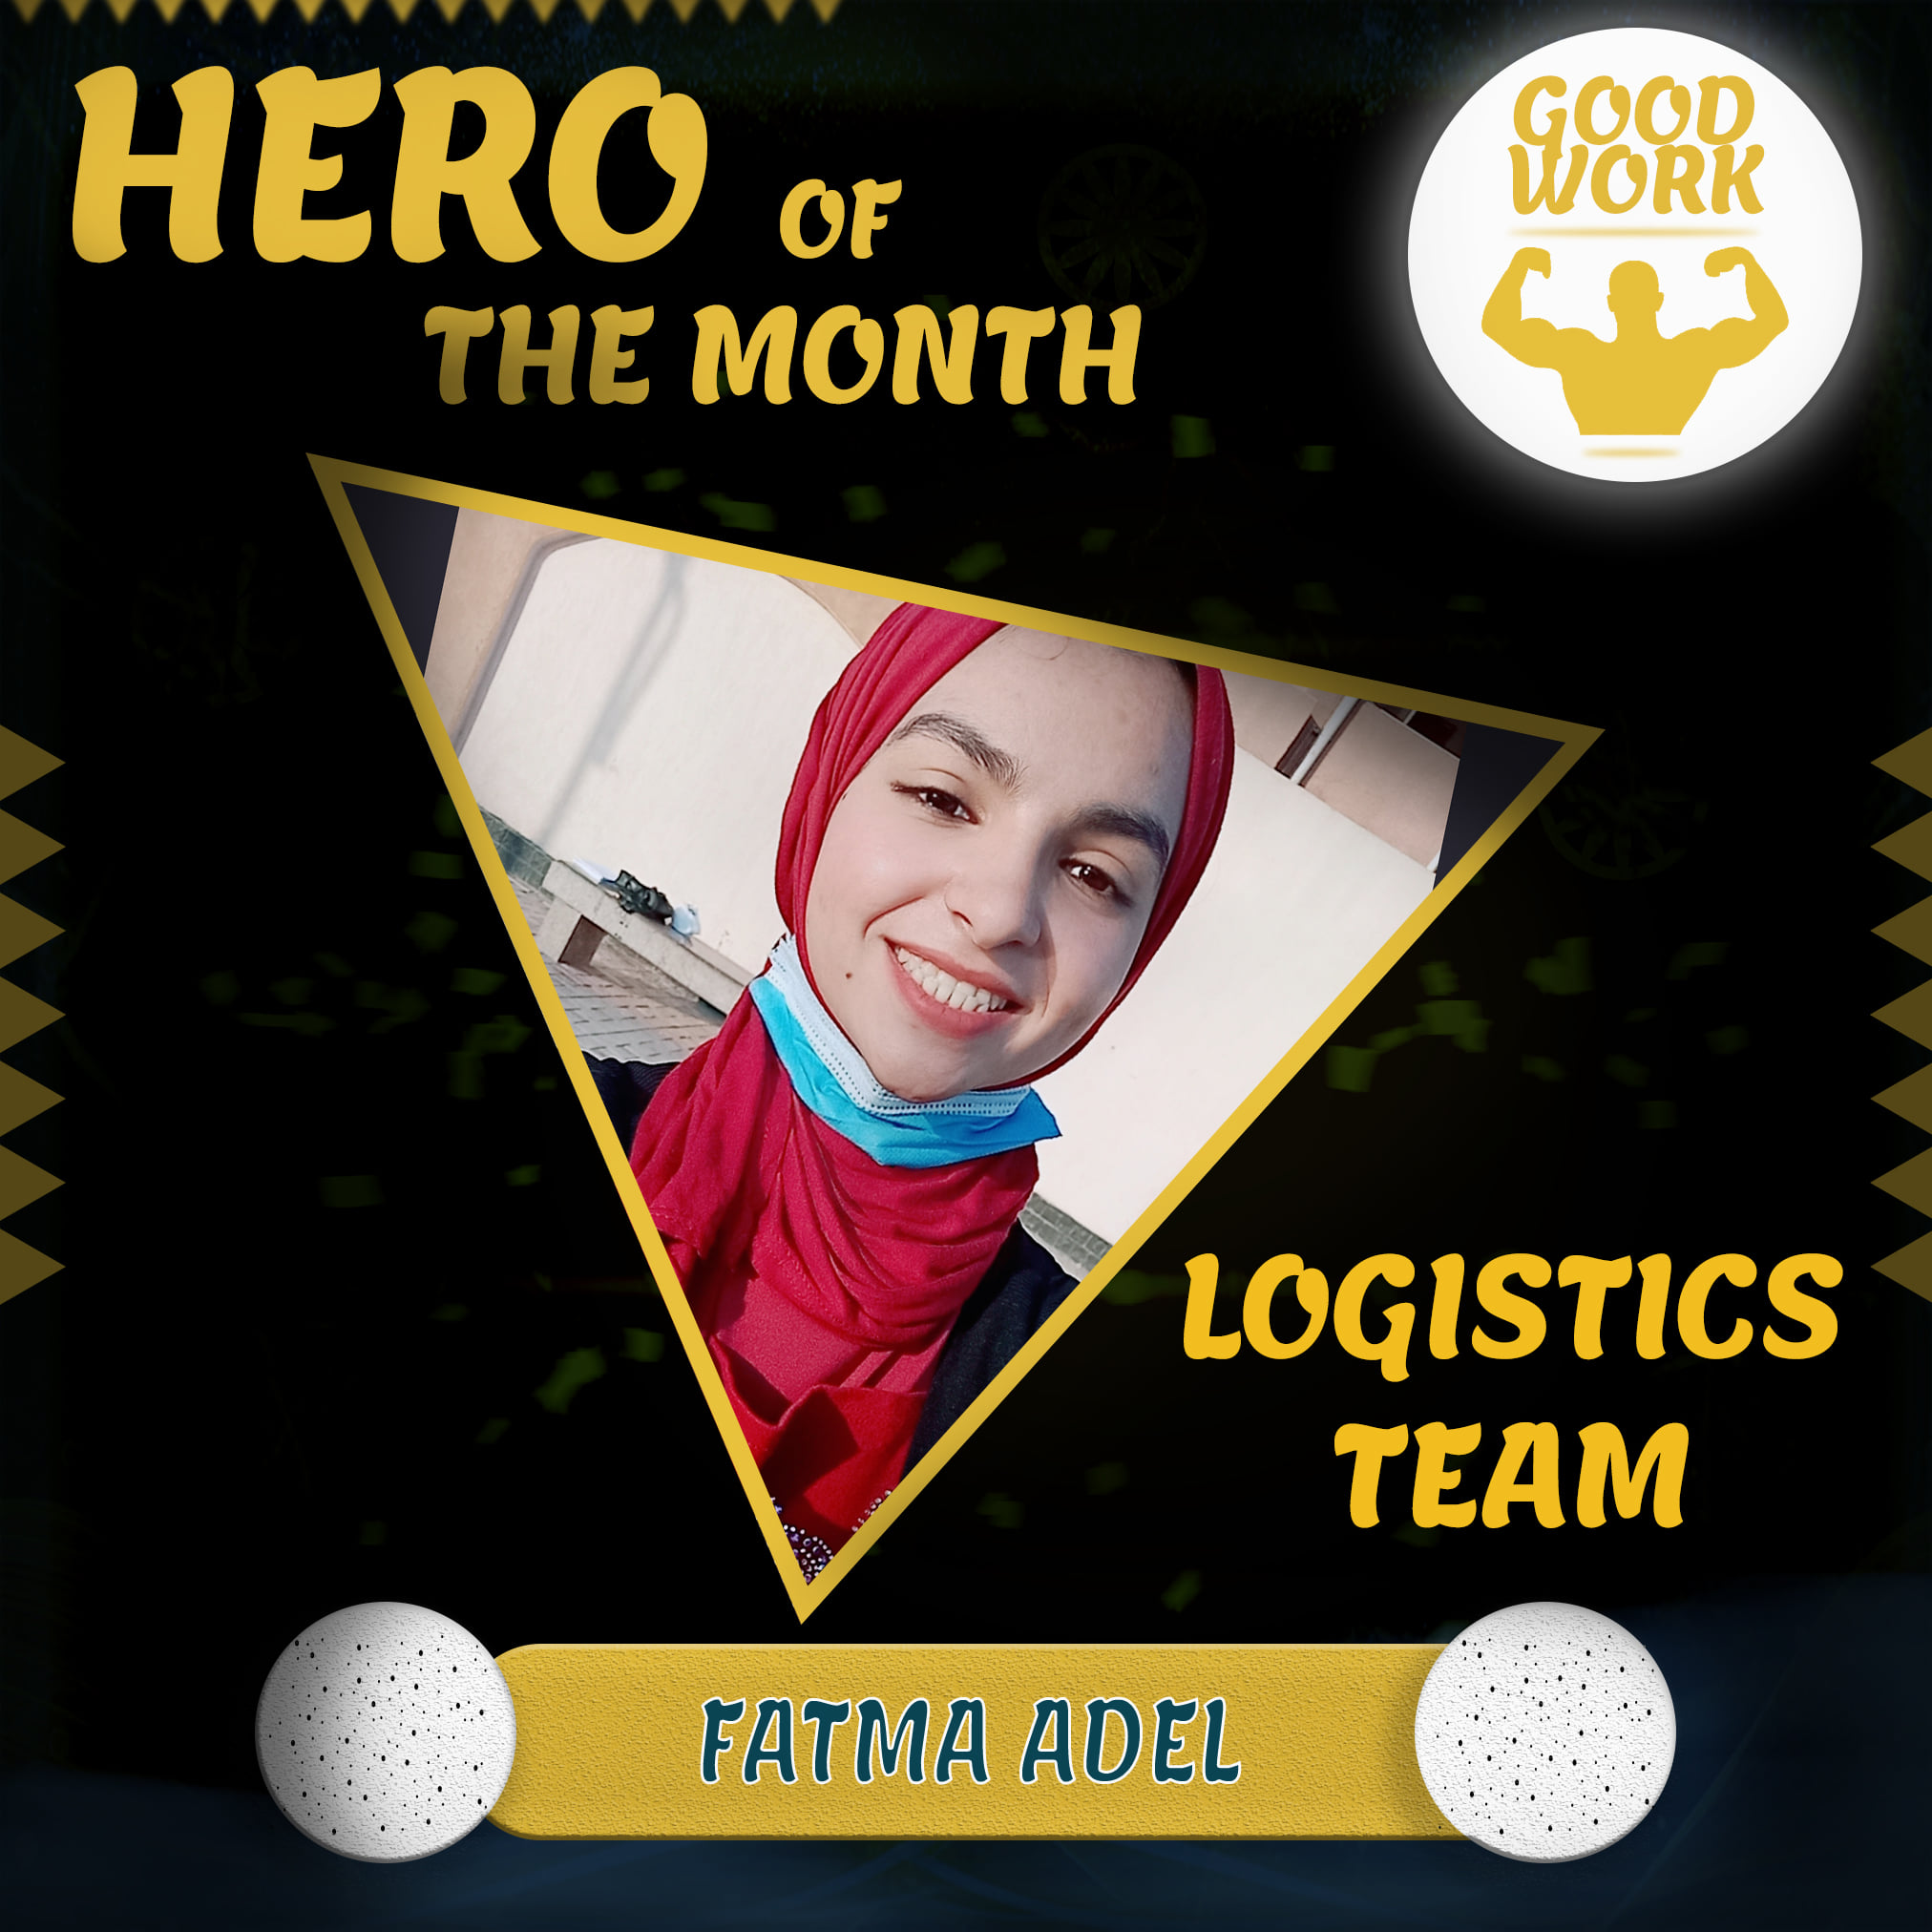 HERO OF
THE MONTH
GOOD
WORK
LOGISTICS
TEAM
FATMA ADEL